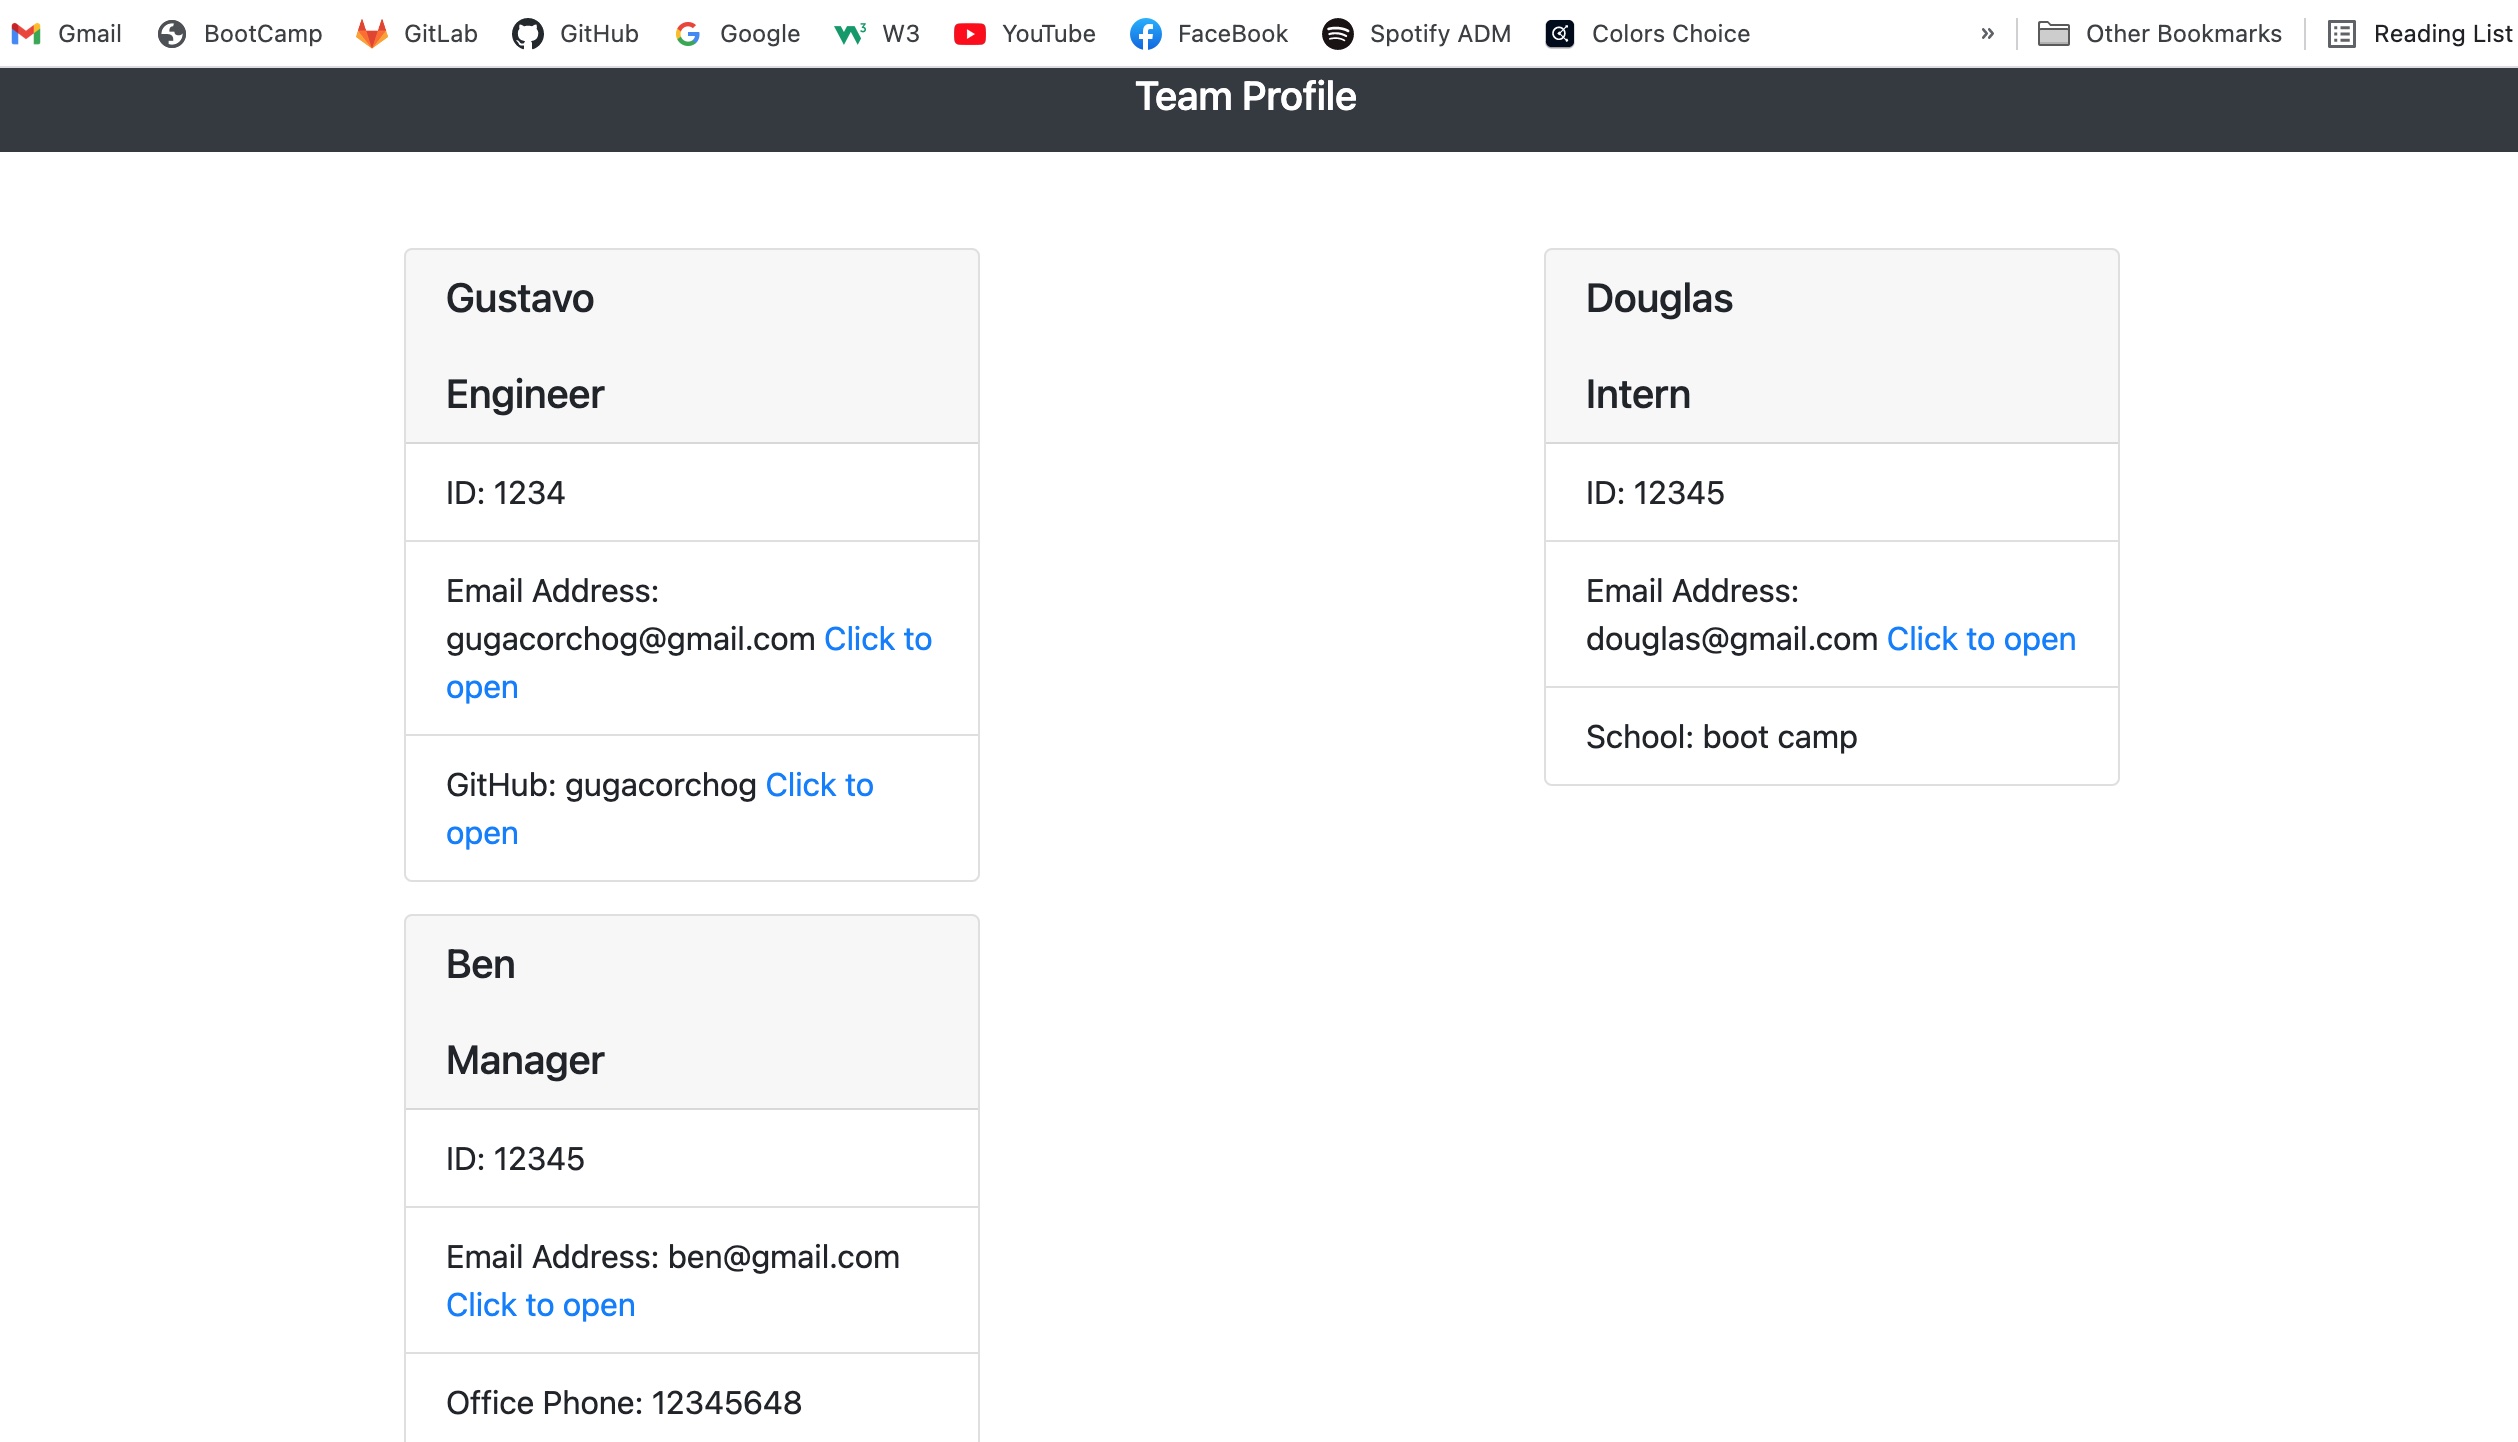 Gmail BootCamp GitLab GitHub Google W3 YouTube FaceBook Spotify ADM Colors Choice » Other Bookmarks Reading List
Team Profile
Gustavo
Engineer
ID: 1234
Email Address:
gugacorchog@gmail.com Click to
open
GitHub: gugacorchog Click to
open
Douglas
Intern
ID: 12345
Email Address:
douglas@gmail.com Click to open
School: boot camp
Ben
Manager
ID: 12345
Email Address: ben@gmail.com
Click to open
Office Phone: 12345648